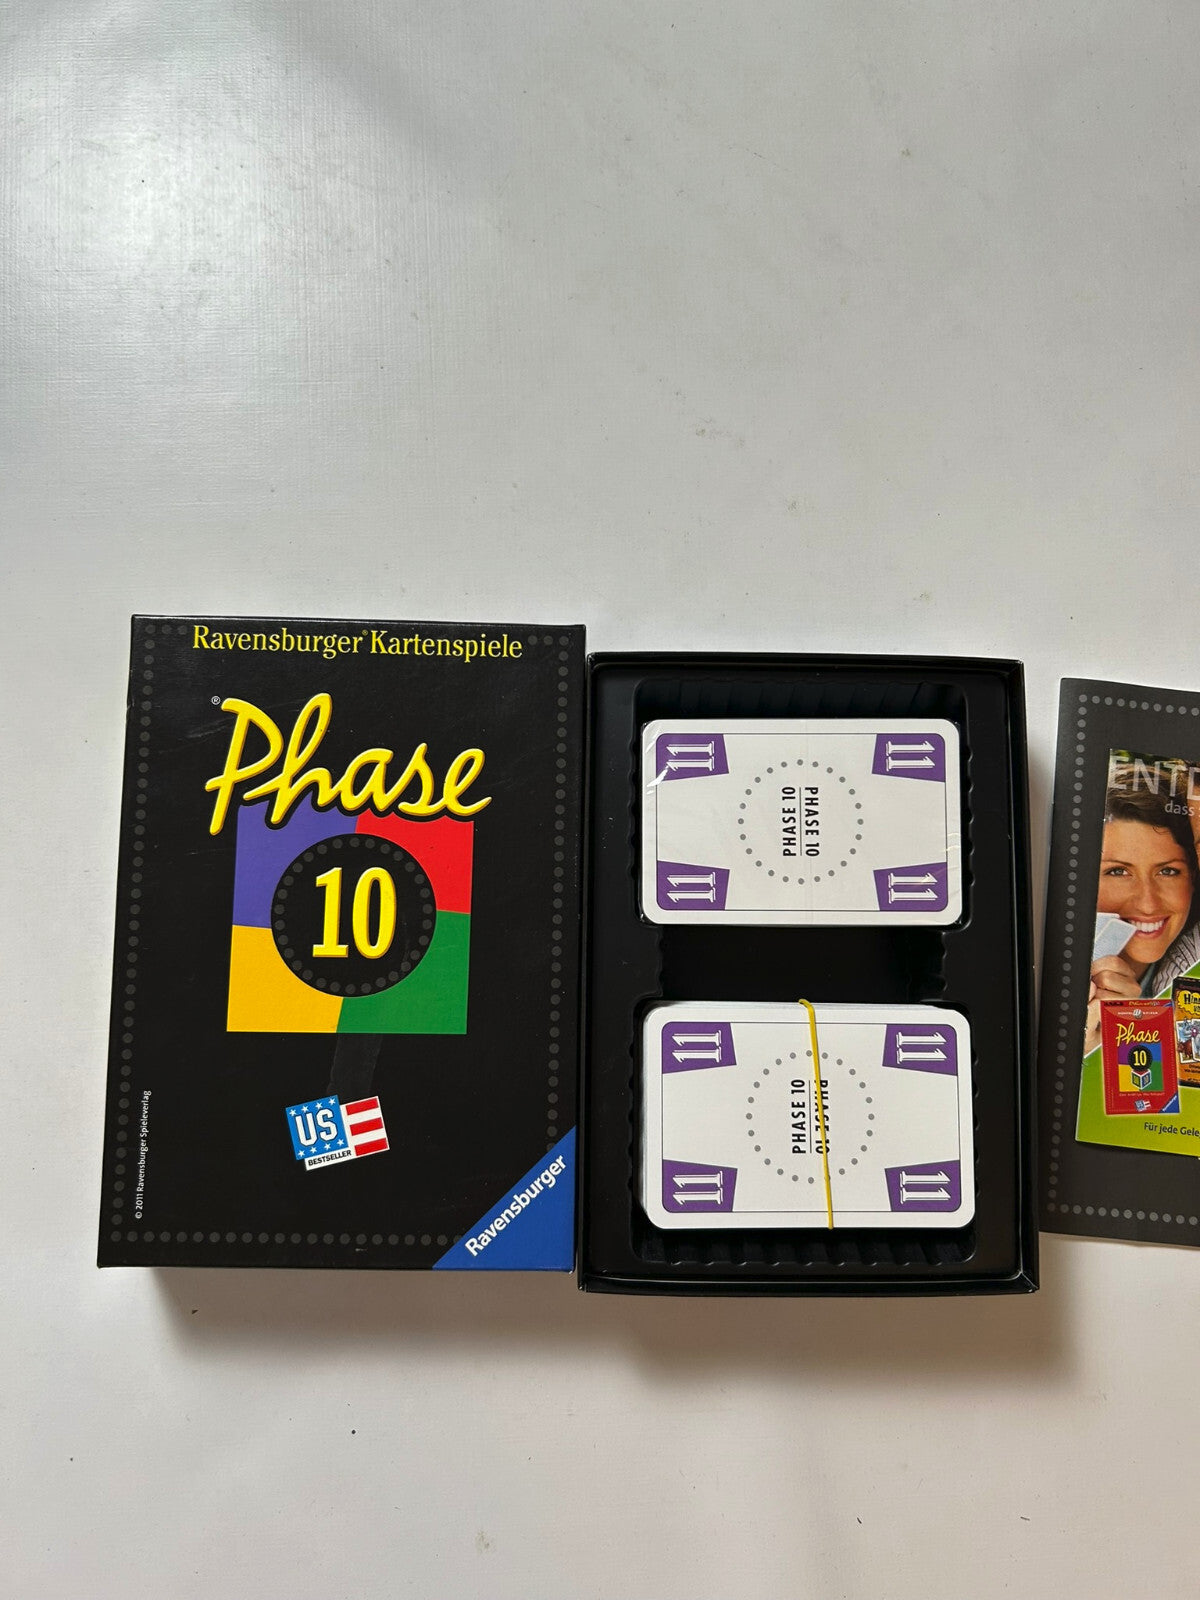 Ravensburger® Kartenspiele
®
Phase
10
US
BESTSELLER
© 2011 Ravensburger Spieleverlag
Ravensburger
11
11
PHASE 10
PHASE 10
11
11
11
11
PHASE 10
PHASE 10
11
11
dass
Phase
10
US
Für jede Gele